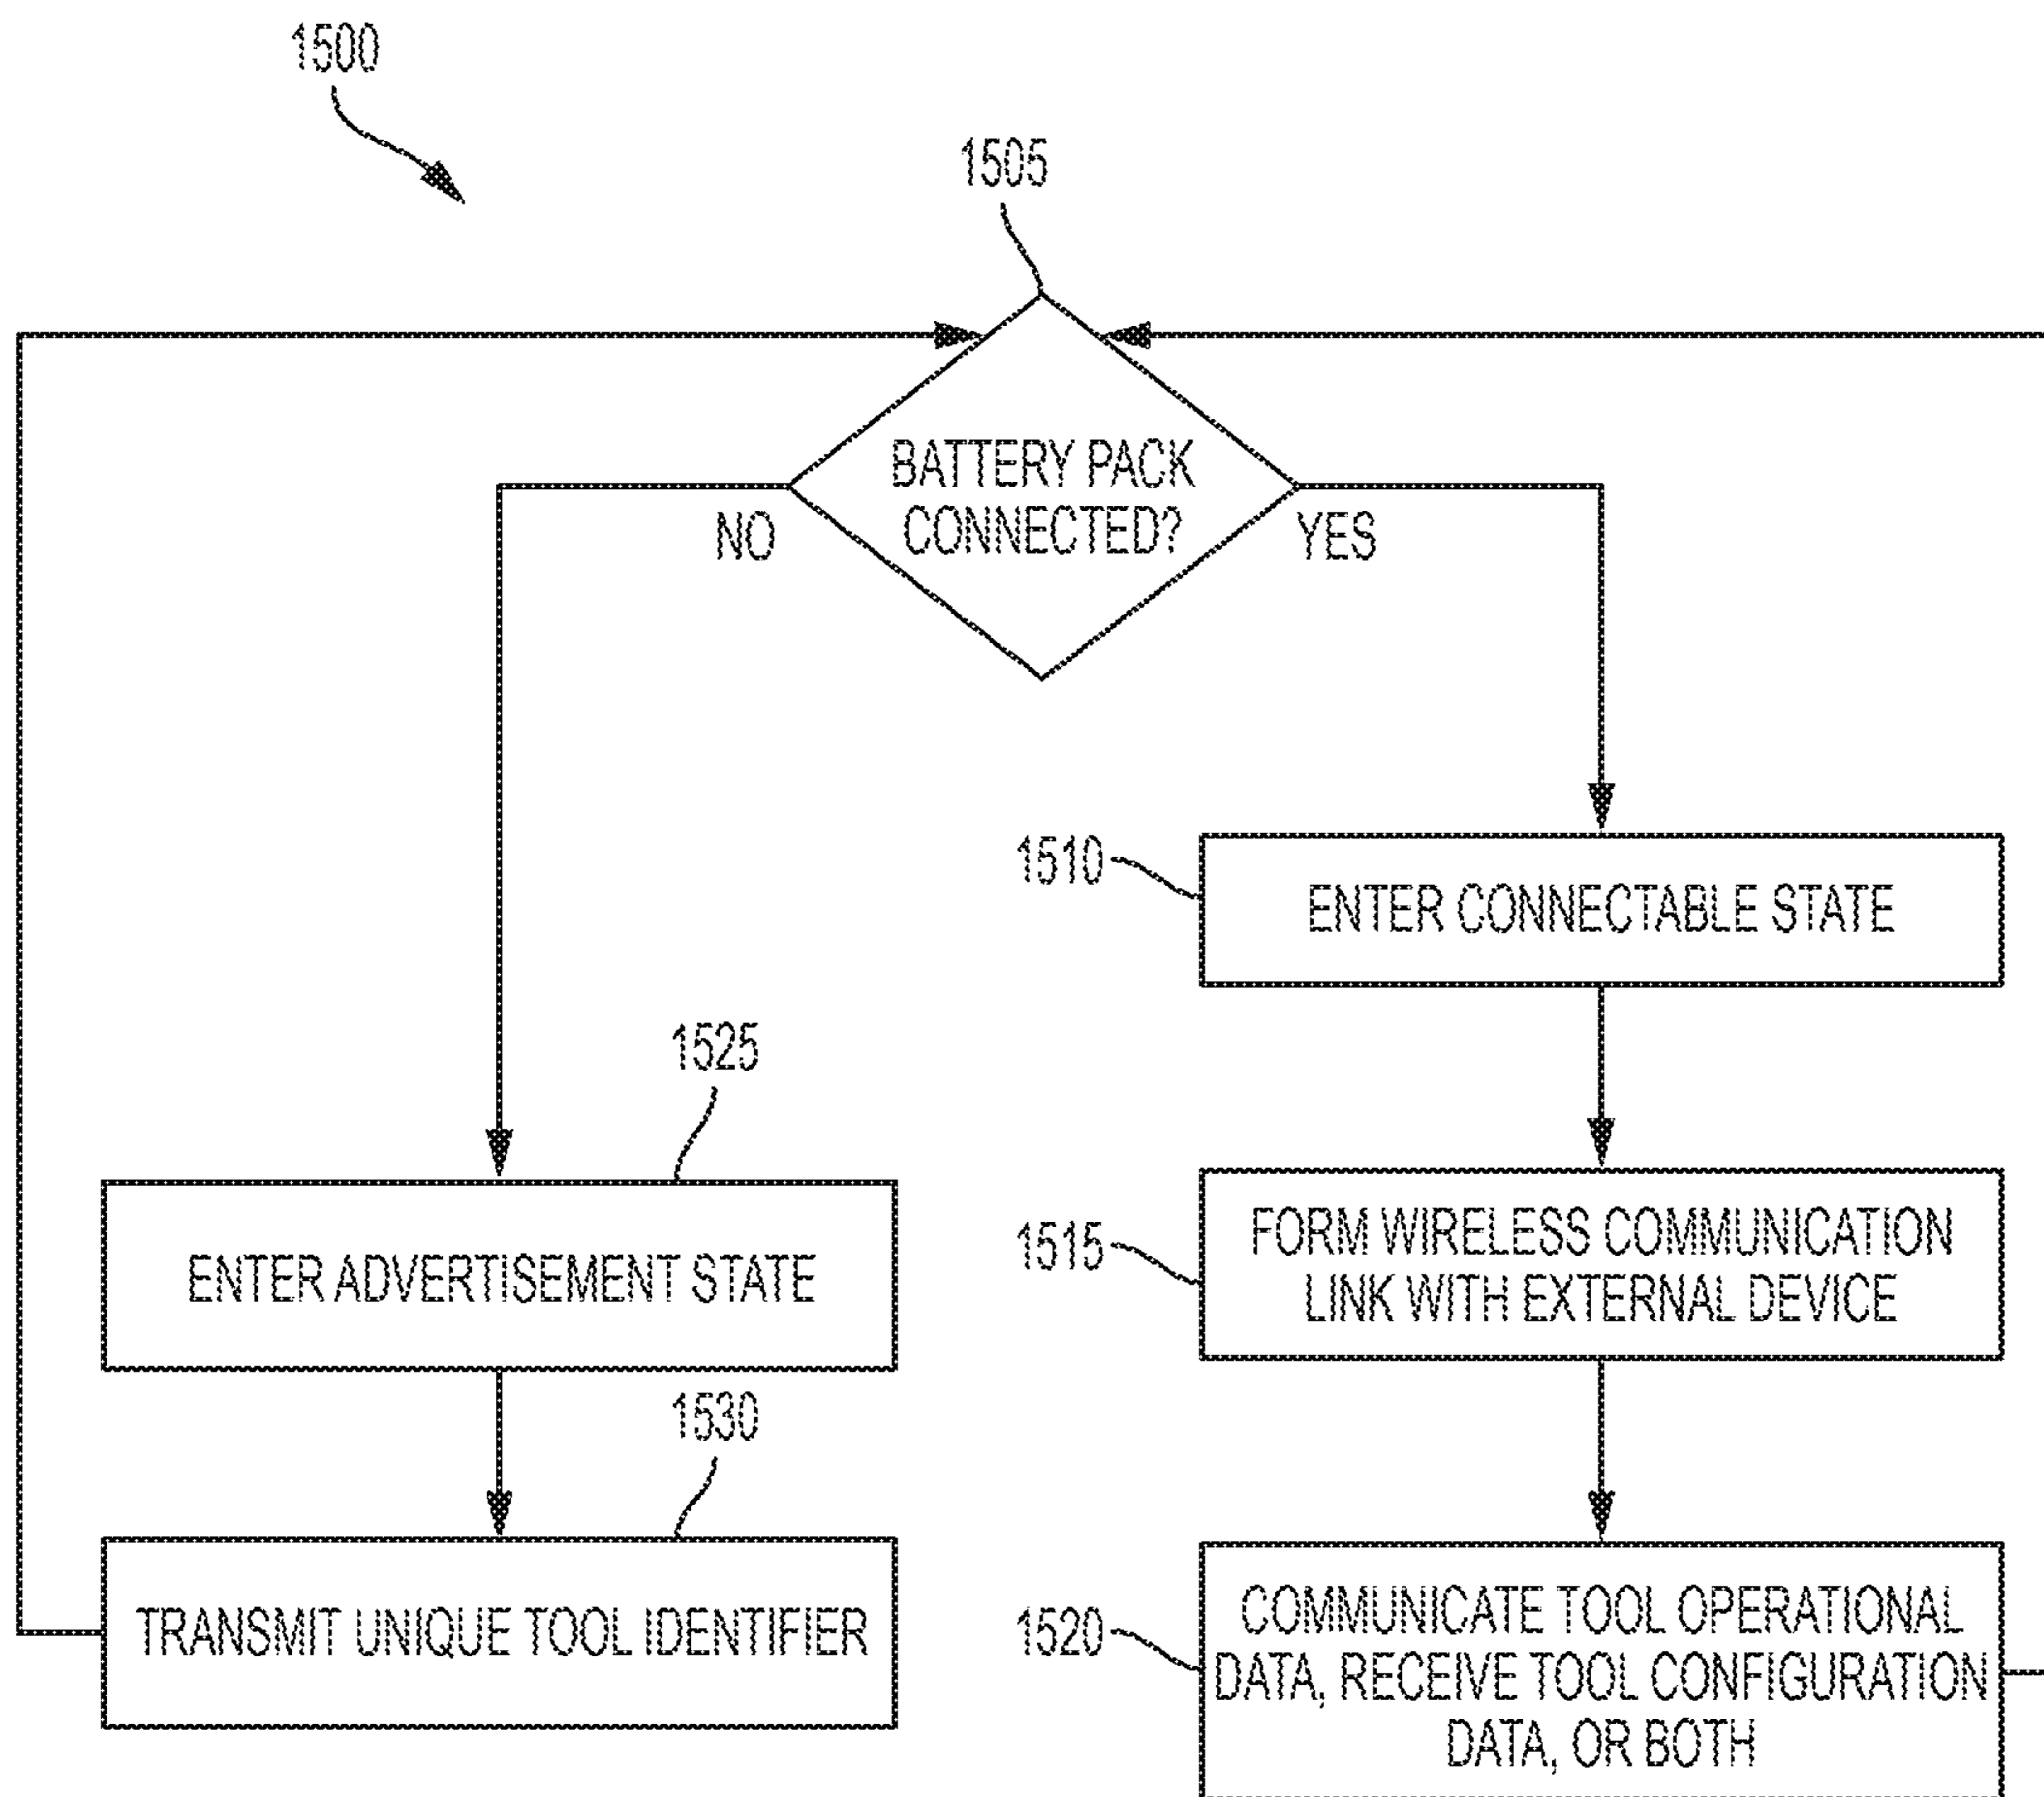 1500
1505
BATTERY PACK
CONNECTED?
NO
YES
1510
ENTER CONNECTABLE STATE
1525
ENTER ADVERTISEMENT STATE
1515
FORM WIRELESS COMMUNICATION
LINK WITH EXTERNAL DEVICE
1530
TRANSMIT UNIQUE TOOL IDENTIFIER
1520
COMMUNICATE TOOL OPERATIONAL
DATA, RECEIVE TOOL CONFIGURATION
DATA, OR BOTH